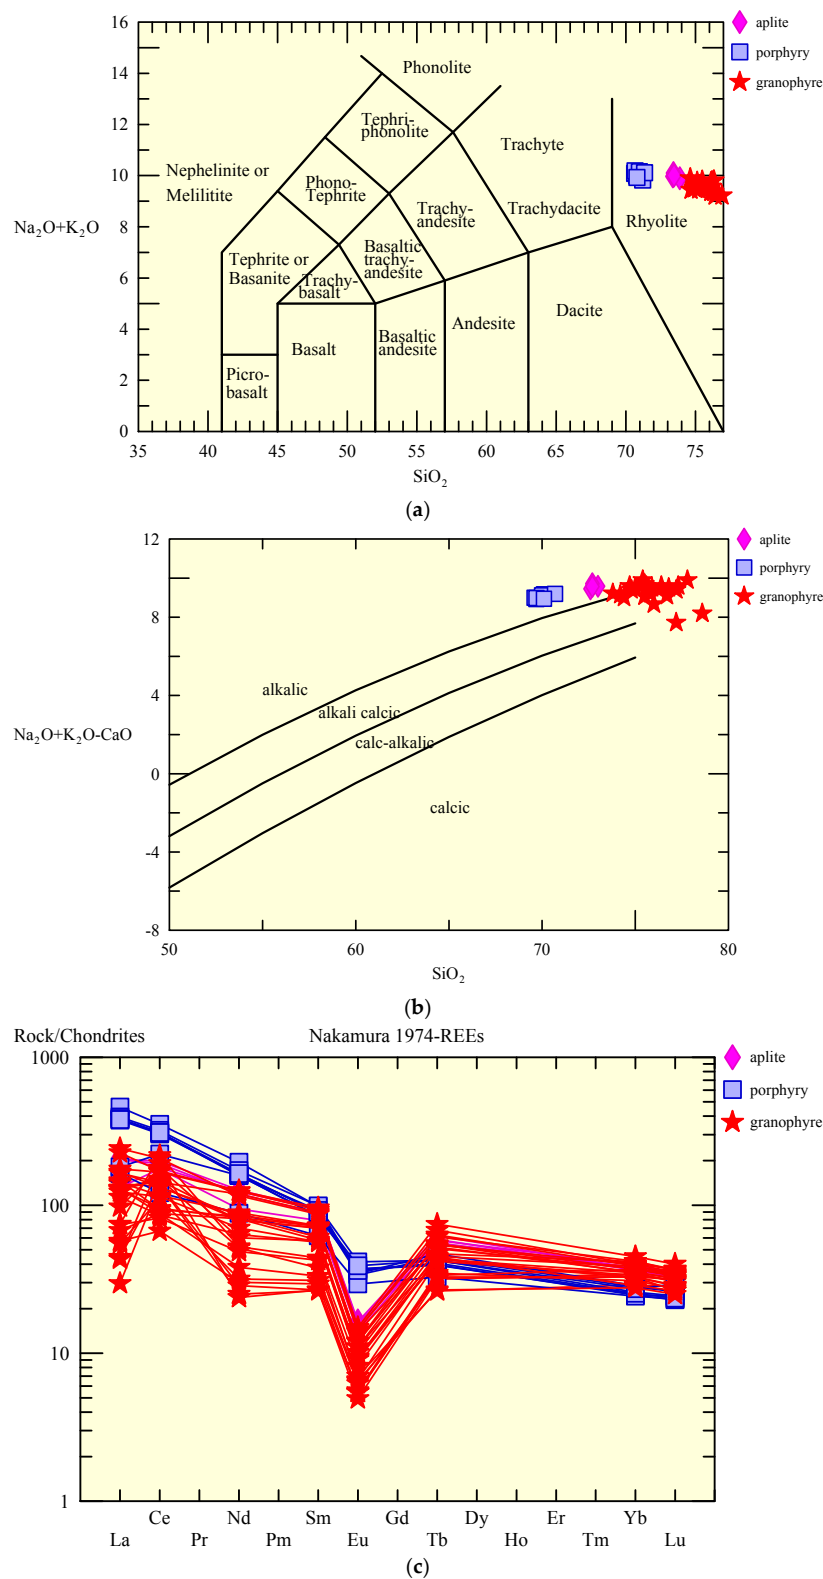 16
14
12
10
8
6
4
2
0
Na2O+K2O
Phonolite
Tephri-
phonolite
Trachyte
Nephelinite or
Melilitite
Phono-
Tephrite
Trachy-
andesite
Trachydacite
Rhyolite
Tephrite or
Basanite
Basaltic
trachy-
andesite
Trachy-
basalt
Basalt
Basaltic
andesite
Andesite
Dacite
Picro-
basalt
35 40 45 50 55 60 65 70 75
SiO2
aplite
porphyry
granophyre
(a)
12
8
4
0
-4
-8
Na2O+K2O-CaO
alkalic
alkali calcic
calc-alkalic
calcic
50 60 70 80
SiO2
aplite
porphyry
granophyre
(b)
Rock/Chondrites Nakamura 1974-REEs
1000
100
10
1
aplite
porphyry
granophyre
Ce Nd Sm Gd Dy Er Yb
La Pr Pm Eu Tb Ho Tm Lu
(c)